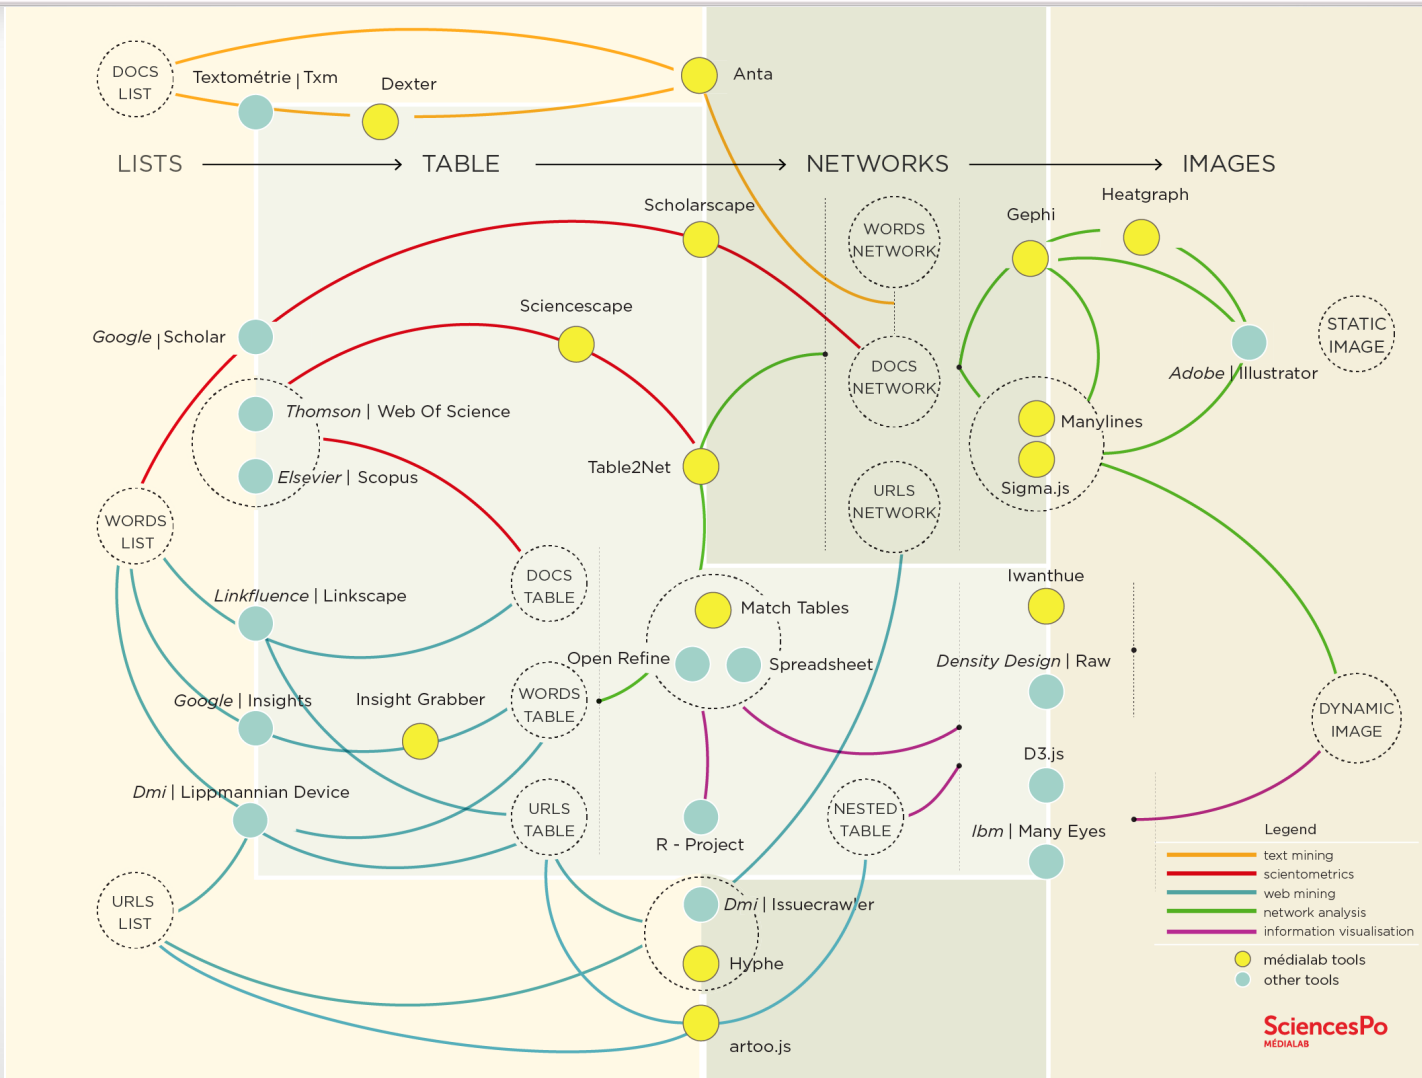 DOCS
LIST
Textométrie | Txm
Dexter
Anta
LISTS
TABLE
NETWORKS
IMAGES
Heatgraph
Scholarscape
Gephi
WORDS
NETWORK
Sciencescape
Google | Scholar
STATIC
IMAGE
DOCS
NETWORK
Adobe | Illustrator
Thomson | Web Of Science
Manylines
Elsevier | Scopus
Table2Net
Sigma.js
URLS
NETWORK
WORDS
LIST
DOCS
TABLE
Iwanthue
Linkfluence | Linkscape
Match Tables
Open Refine
Spreadsheet
Density Design | Raw
Google | Insights
Insight Grabber
WORDS
TABLE
DYNAMIC
IMAGE
D3.js
Dmi | Lippmannian Device
URLS
TABLE
NESTED
TABLE
R - Project
Ibm | Many Eyes
Legend
text mining
scientometrics
web mining
network analysis
information visualisation
URLS
LIST
Dmi | Issuecrawler
Hyphe
médialab tools
other tools
artoo.js
SciencesPo
MÉDIALAB